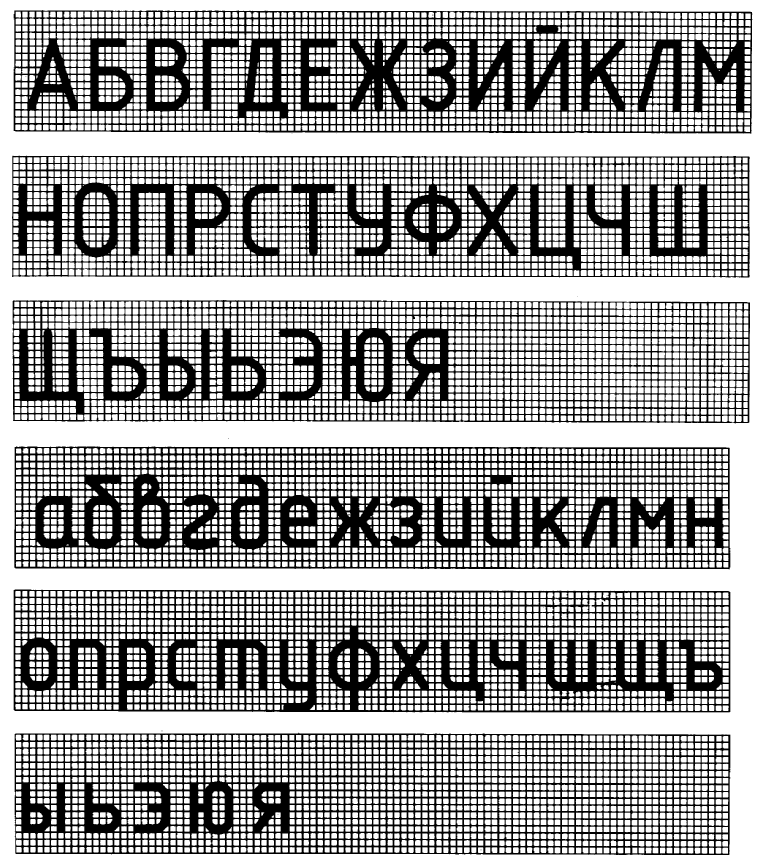 АБВГДЕЖЗИЙКЛМ
НОПРСТУФХЦЧШ
ЩЪЫЬЭЮЯ
абвгдежзийклмн
опрстуфхцчшщъ
ыьэюя